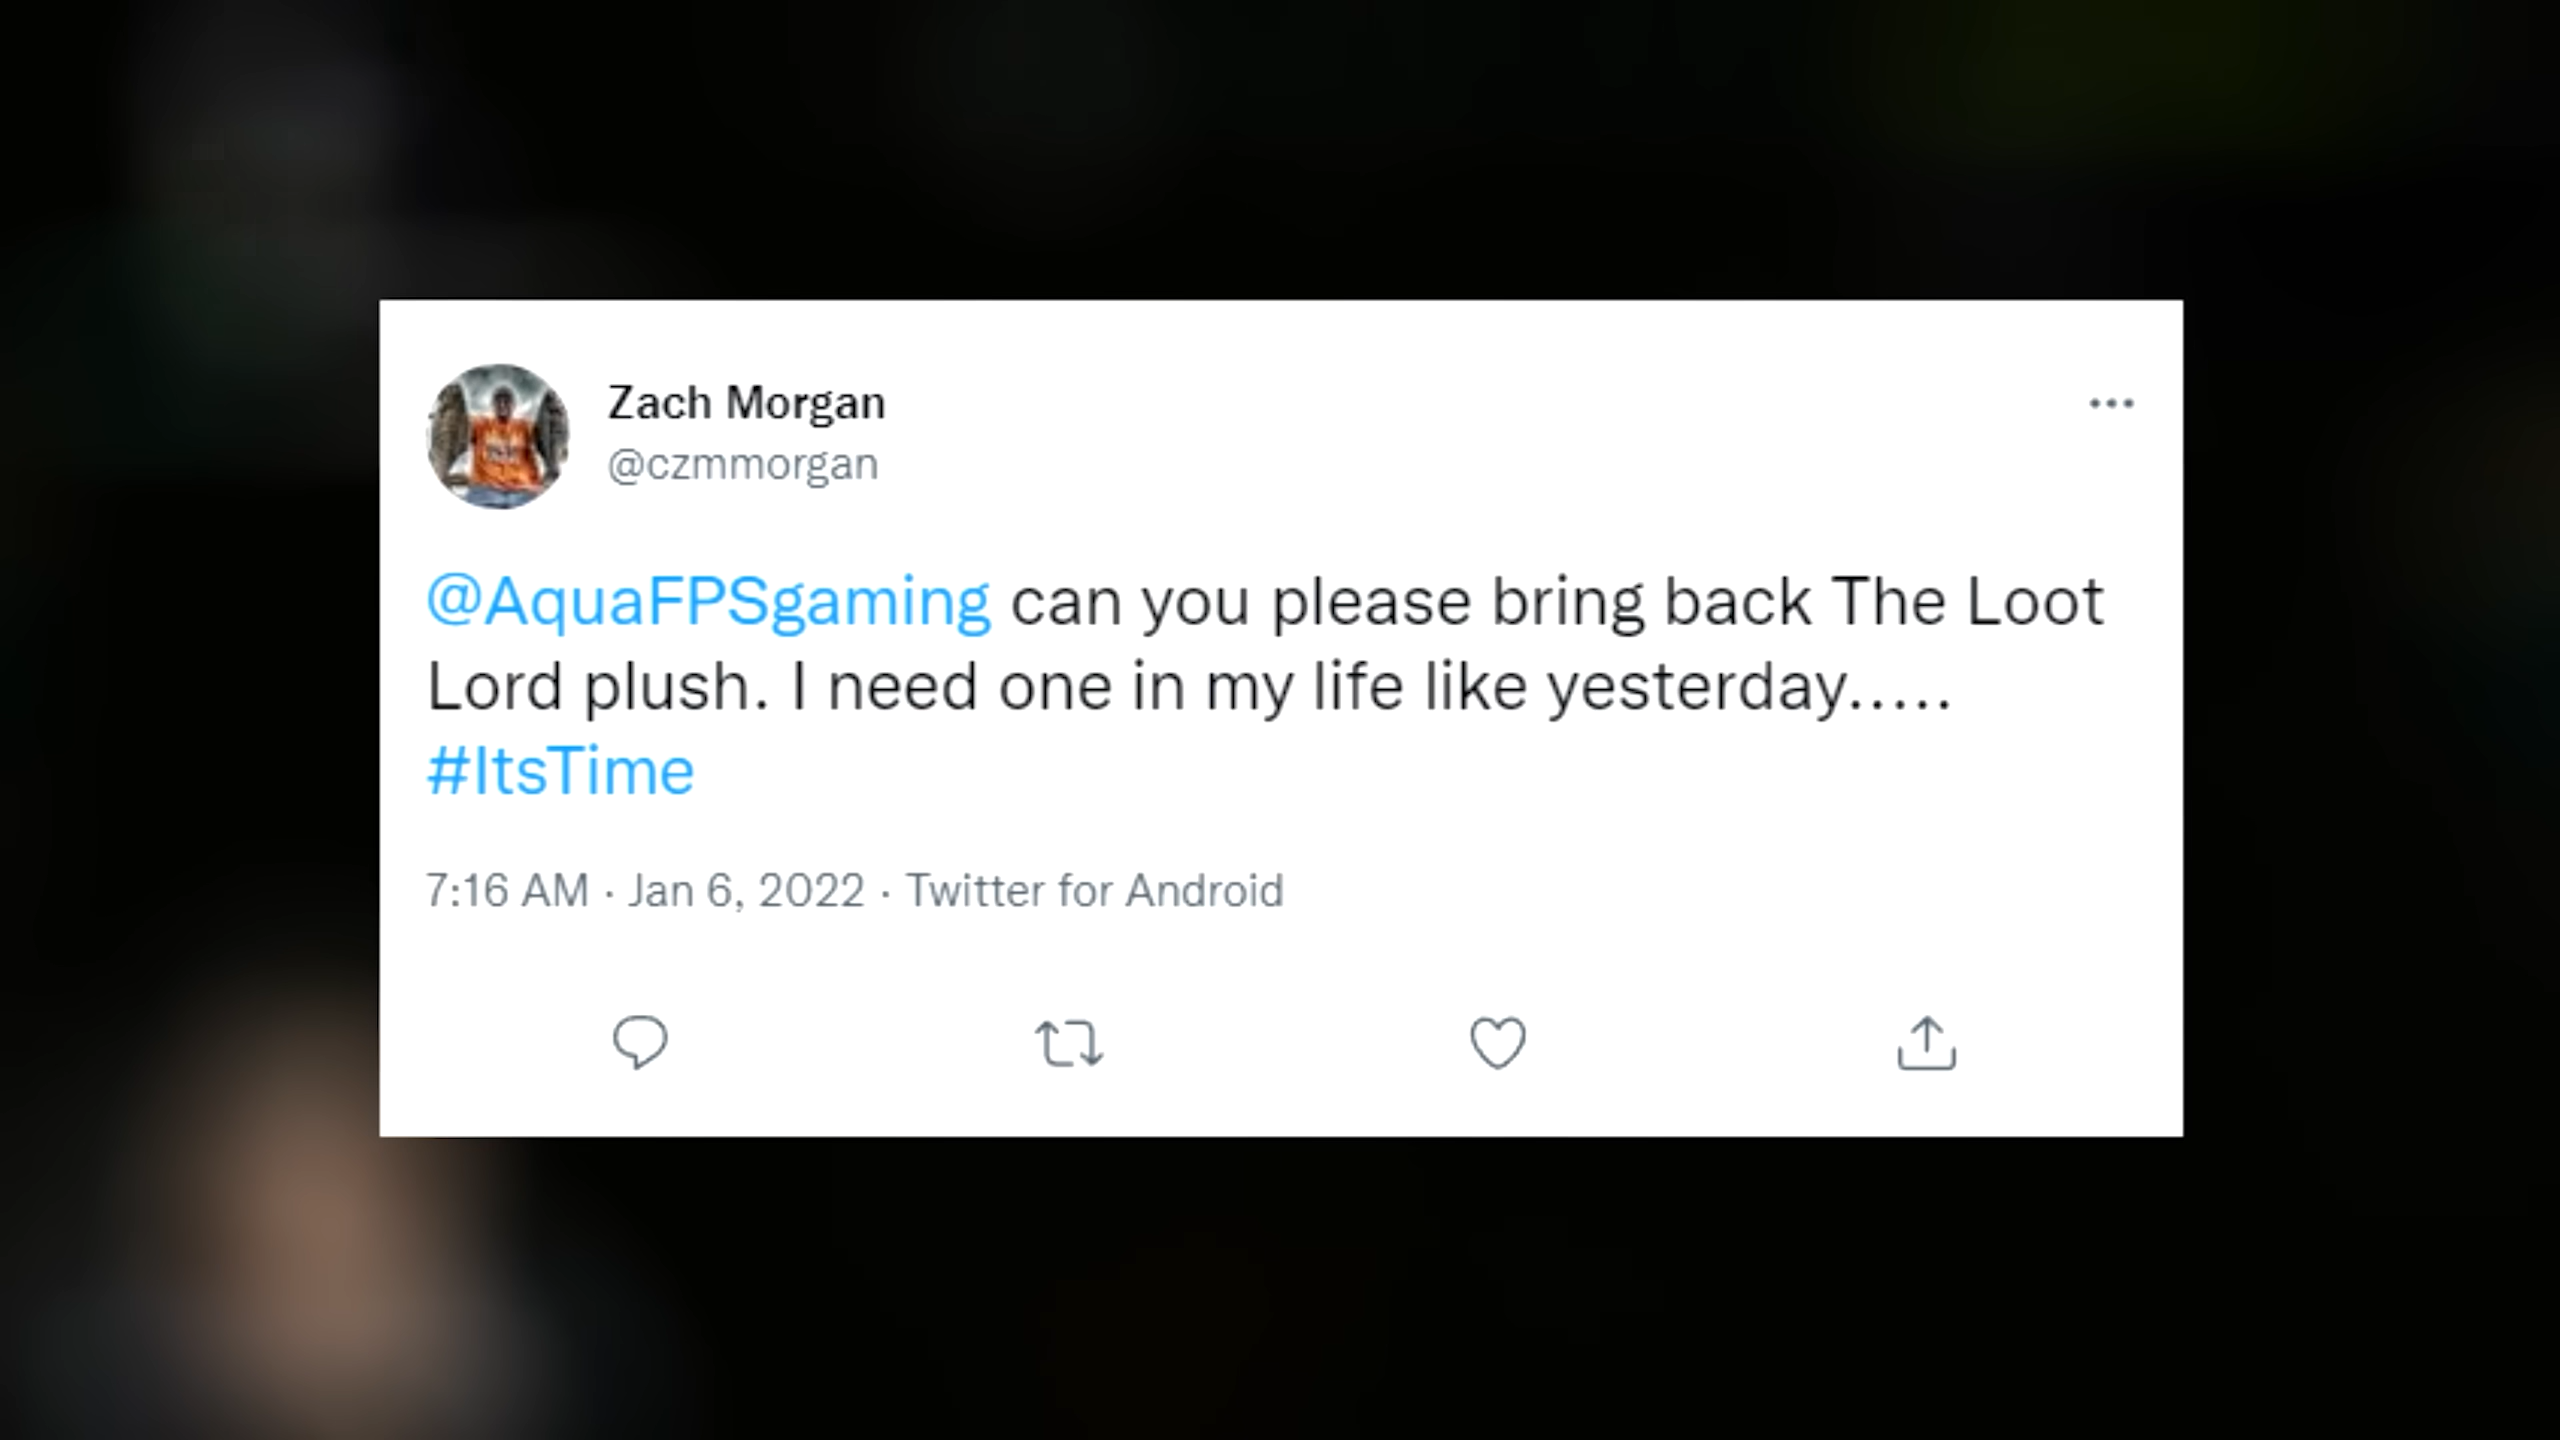 Zach Morgan
@czmmorgan
@AquaFPSgaming can you please bring back The Loot
Lord plush. I need one in my life like yesterday.....
#ItsTime
7:16 AM · Jan 6, 2022 · Twitter for Android